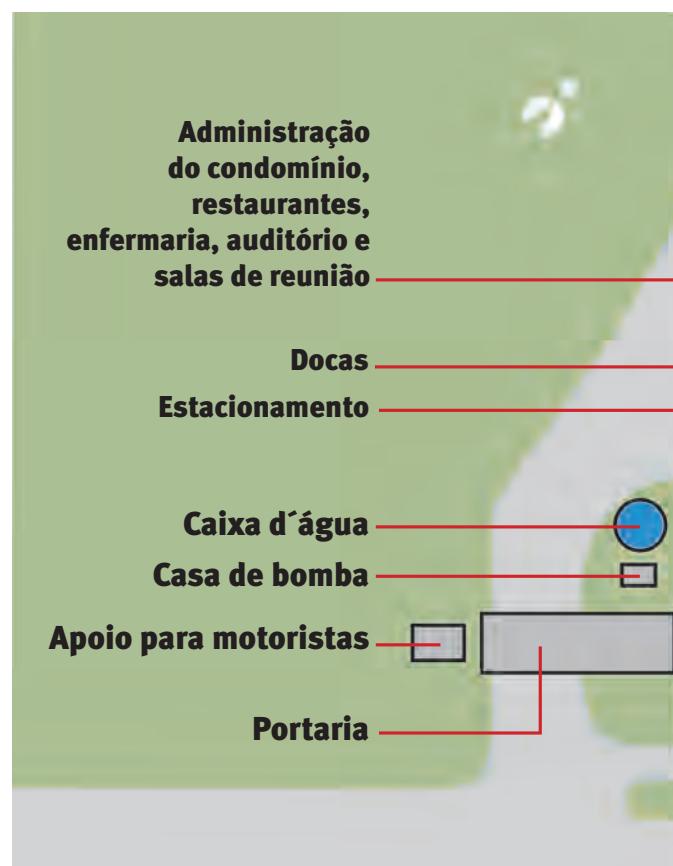 Administração
do condomínio,
restaurantes,
enfermaria, auditório e
salas de reunião
Docas
Estacionamento
Caixa d´água
Casa de bomba
Apoio para motoristas
Portaria